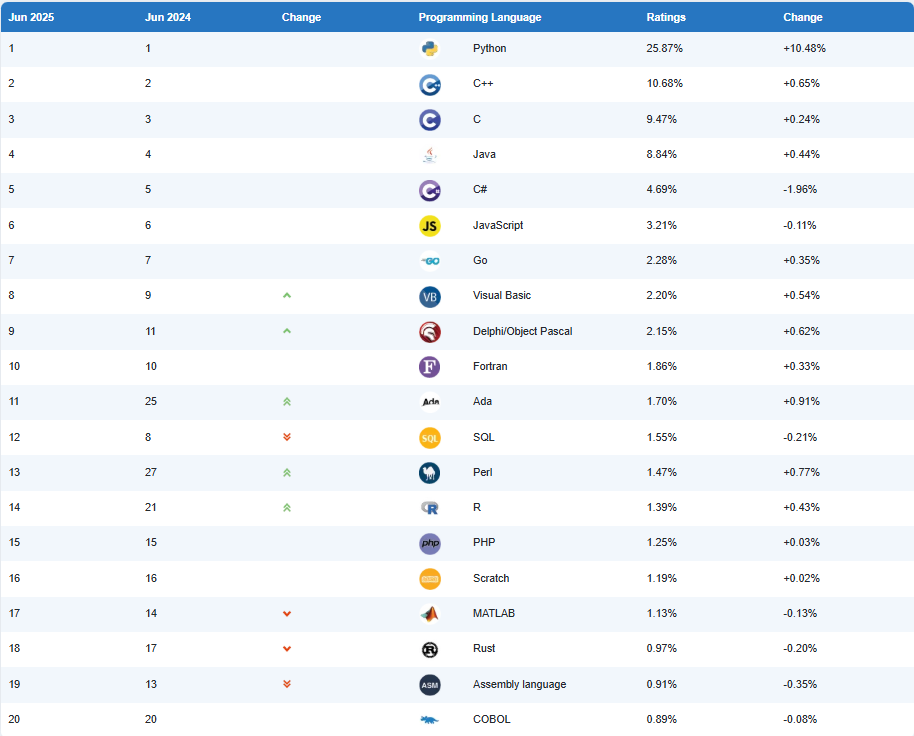 Jun 2025 Jun 2024 Change Programming Language Ratings Change
1 1 Python 25.87% +10.48%
2 2 C++ 10.68% +0.65%
3 3 C 9.47% +0.24%
4 4 Java 8.84% +0.44%
5 5 C# 4.69% -1.96%
6 6 JS JavaScript 3.21% -0.11%
7 7 GO Go 2.28% +0.35%
8 9 VB Visual Basic 2.20% +0.54%
9 11 Delphi/Object Pascal 2.15% +0.62%
10 10 F Fortran 1.86% +0.33%
11 25 Ada Ada 1.70% +0.91%
12 8 SQL SQL 1.55% -0.21%
13 27 Perl 1.47% +0.77%
14 21 R R 1.39% +0.43%
15 15 php PHP 1.25% +0.03%
16 16 Scratch 1.19% +0.02%
17 14 MATLAB 1.13% -0.13%
18 17 R Rust 0.97% -0.20%
19 13 ASM Assembly language 0.91% -0.35%
20 20 COBOL 0.89% -0.08%